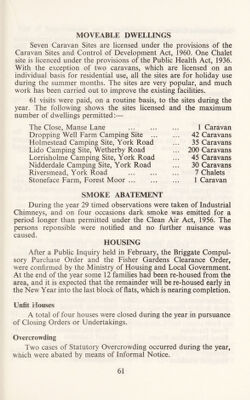 MOVEABLE DWELLINGS
Seven Caravan Sites are licensed under the provisions of the
Caravan Sites and Control of Development Act, 1960. One Chalet
site is licenced under the provisions of the Public Health Act, 1936.
With the exception of two caravans, which are licensed on an
individual basis for residential use, all the sites are for holiday use
during the summer months. The sites are very popular, and much
work has been carried out to improve the existing facilities.
61 visits were paid, on a routine basis, to the sites during the
year. The following shows the sites licensed and the maximum
number of dwellings permitted:—
The Close, Manse Lane ... ... ... 1 Caravan
Dropping Well Farm Camping Site ... ... 42 Caravans
Holmestead Camping Site, York Road ... 35 Caravans
Lido Camping Site, Wetherby Road ... 200 Caravans
Lorrisholme Camping Site, York Road ... 45 Caravans
Nidderdale Camping Site, York Road ... 30 Caravans
Riversmead, York Road ... ... ... 7 Chalets
Stoneface Farm, Forest Moor ... ... ... 1 Caravan
SMOKE ABATEMENT
During the year 29 timed observations were taken of Industrial
Chimneys, and on four occasions dark smoke was emitted for a
period longer than permitted under the Clean Air Act, 1956. The
persons reponsible were notified and no further nuisance was
caused.
HOUSING
After a Public Inquiry held in February, the Briggate Compul-
sory Purchase Order and the Fisher Gardens Clearance Order,
were confirmed by the Ministry of Housing and Local Government.
At the end of the year some 12 families had been re-housed from the
area, and it is expected that the remainder will be re-housed early in
the New Year into the last block of flats, which is nearing completion.
Unfit Houses
A total of four houses were closed during the year in pursuance
of Closing Orders or Undertakings.
Overcrowding
Two cases of Statutory Overcrowding occurred during the year,
which were abated by means of Informal Notice.
61